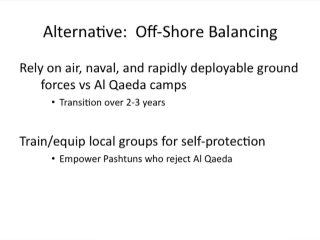 Alternative:  Off-Shore Balancing
Rely on air, naval, and rapidly deployable ground
forces vs Al Qaeda camps
• Transition over 2-3 years
Train/equip local groups for self-protection
• Empower Pashtuns who reject Al Qaeda